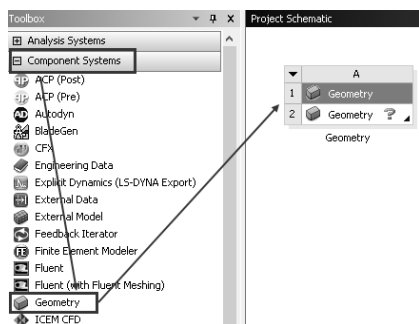 Toolbox
Analysis Systems
Component Systems
ACP (Post)
ACP (Pre)
Autodyn
BladeGen
CFX
Engineering Data
Explicit Dynamics (LS-DYNA Export)
External Data
External Model
Feedback Iterator
Finite Element Modeler
Fluent
Fluent (with Fluent Meshing)
Geometry
ICEM CFD
Project Schematic
A
1 Geometry
2 Geometry ?
Geometry